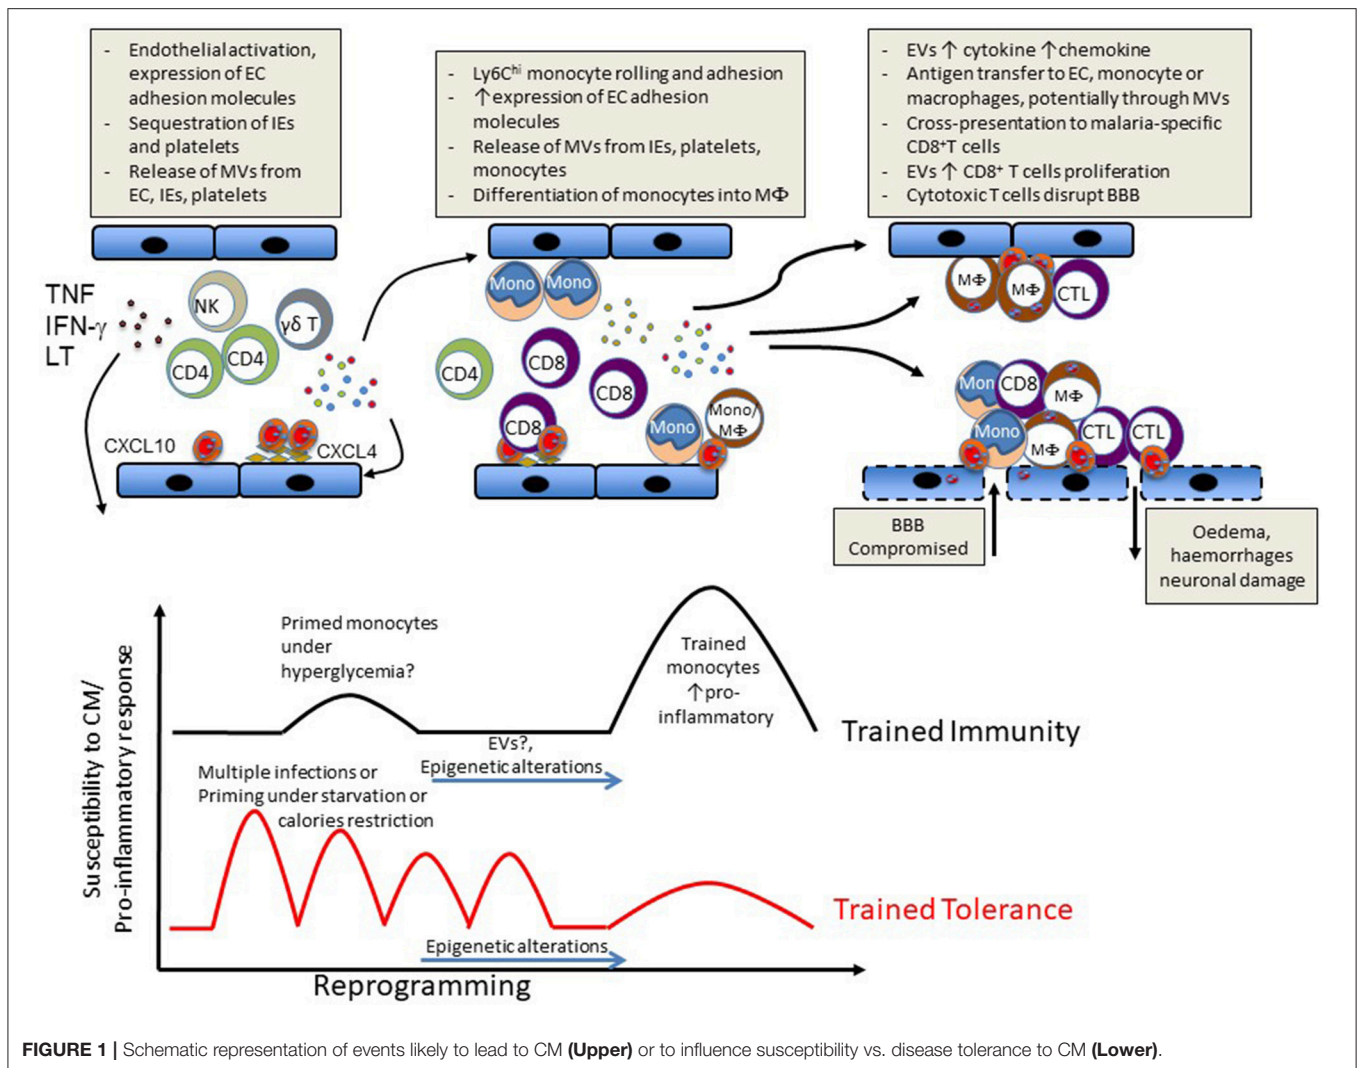 - Endothelial activation,
expression of EC
adhesion molecules
- Sequestration of IEs
and platelets
- Release of MVs from
EC, IEs, platelets
- Ly6Chi monocyte rolling and adhesion
- ↑expression of EC adhesion
molecules
- Release of MVs from IEs, platelets,
monocytes
- Differentiation of monocytes into MΦ
- EVs ↑ cytokine ↑chemokine
- Antigen transfer to EC, monocyte or
macrophages, potentially through MVs
- Cross-presentation to malaria-specific
CD8+T cells
- EVs ↑ CD8+ T cells proliferation
- Cytotoxic T cells disrupt BBB
TNF
IFN-γ
LT
NK
γδ T
CD4
CD4
CXCL10
CXCL4
Mono
Mono
CD4
CD8
CD8
CD8
Mono
Mono/
MΦ
MΦ
MΦ
CTL
Mon
CD8
MΦ
Mono
MΦ
CTL
CTL
BBB
Compromised
Oedema,
haemorrhages
neuronal damage
Susceptibility to CM/
Pro-inflammatory response
Primed monocytes
under
hyperglycemia?
Trained
monocytes
↑pro-
inflammatory
Trained Immunity
EVs?,
Epigenetic alterations
Multiple infections or
Priming under starvation or
calories restriction
Trained Tolerance
Epigenetic alterations
Reprogramming
FIGURE 1 | Schematic representation of events likely to lead to CM (Upper) or to influence susceptibility vs. disease tolerance to CM (Lower).